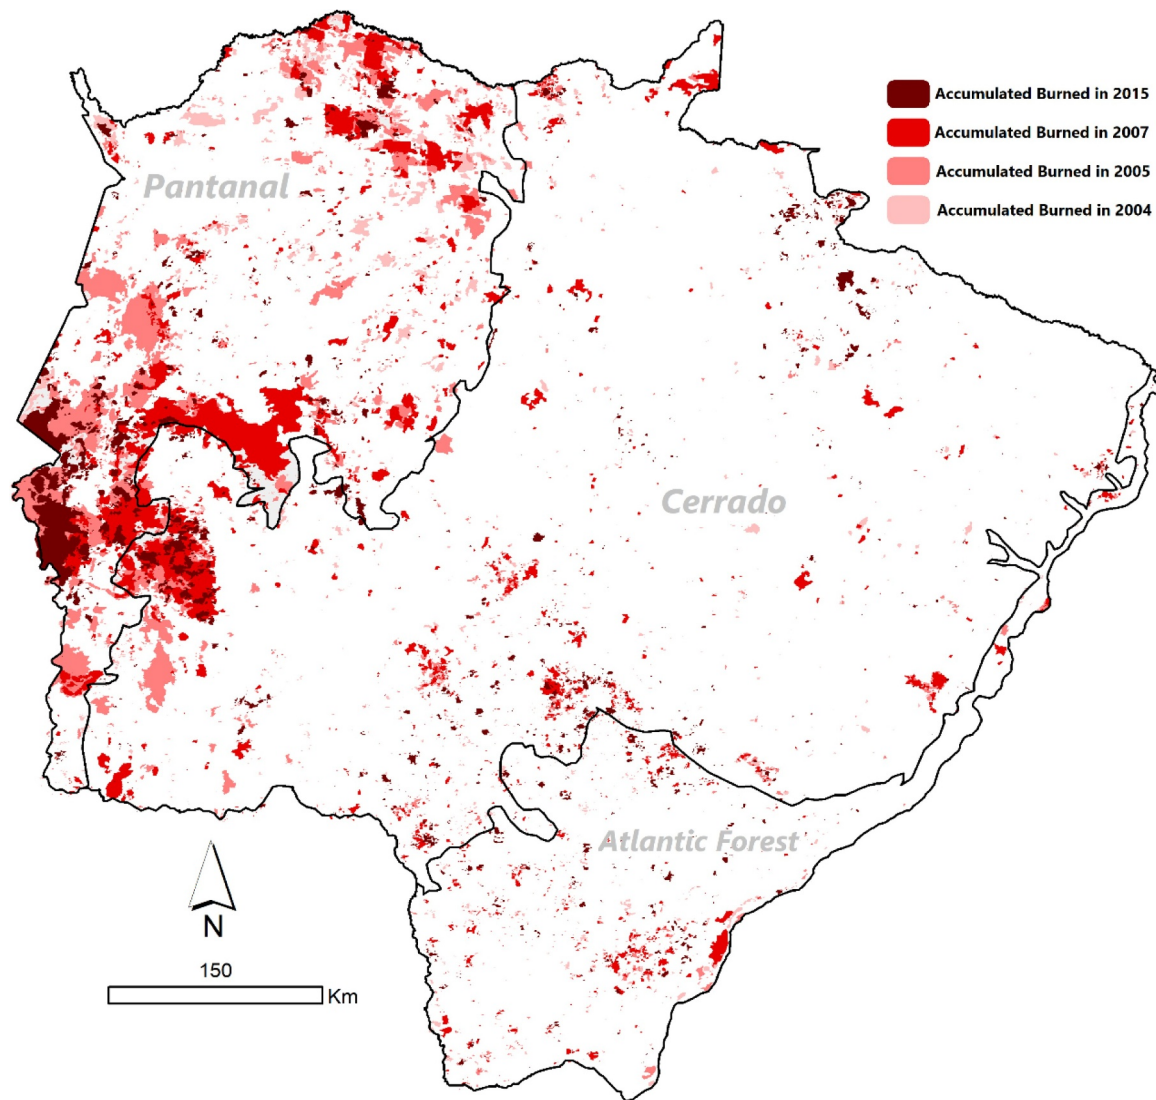 Accumulated Burned in 2015
Accumulated Burned in 2007
Accumulated Burned in 2005
Accumulated Burned in 2004
Pantanal
Cerrado
Atlantic Forest
N
150
Km